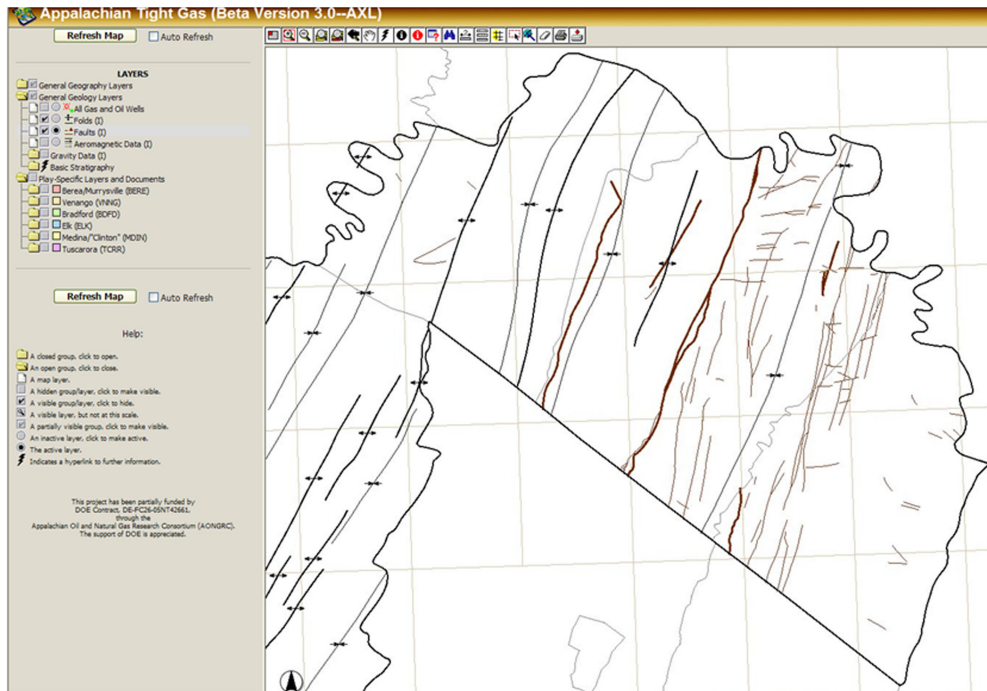 Appalachian Tight Gas (Beta Version 3.0--AXL)
Refresh Map
Auto Refresh
LAYERS
General Geography Layers
General Geology Layers
All Gas and Oil Wells
Folds (I)
Faults (I)
Aeromagnetic Data (I)
Gravity Data (I)
Basic Stratigraphy
Play-Specific Layers and Documents
Berea/Murrysville (BERE)
Venango (VNNG)
Bradford (BDFD)
Elk (ELK)
Medina/"Clinton" (MDIN)
Tuscarora (TCRR)
Refresh Map
Auto Refresh
Help:
A closed group, click to open.
An open group, click to close.
A map layer.
A hidden group/layer, click to make visible.
A visible group/layer, click to hide.
A visible layer, but not at this scale.
A partially visible group, click to make visible.
An inactive layer, click to make active.
The active layer.
Indicates a hyperlink to further information.
This project has been partially funded by
DOE Contract, DE-FC26-05NT42661,
through the
Appalachian Oil and Natural Gas Research Consortium (AONGRC).
The support of DOE is appreciated.